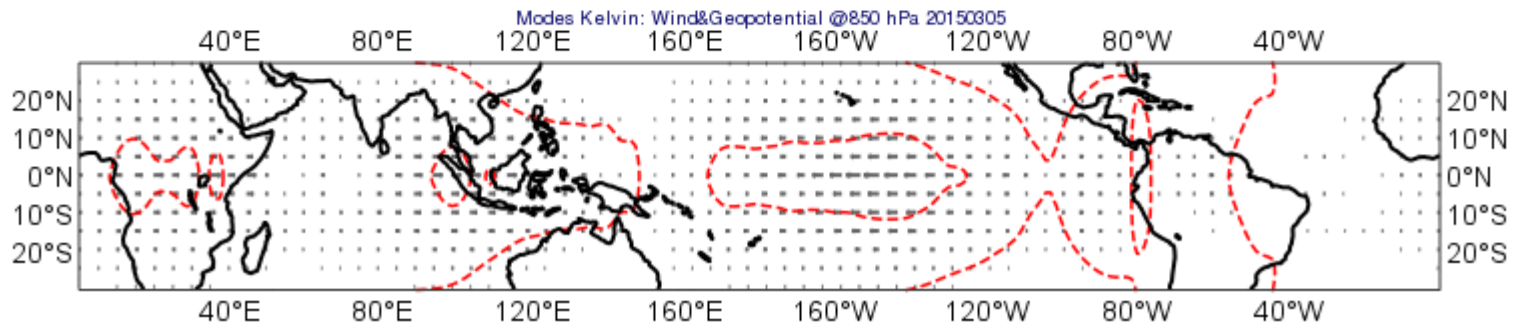 Modes Kelvin: Wind&Geopotential @850 hPa 20150305
40°E 80°E 120°E 160°E 160°W 120°W 80°W 40°W
20°N 20°N
10°N 10°N
0°N 0°N
10°S 10°S
20°S 20°S
40°E 80°E 120°E 160°E 160°W 120°W 80°W 40°W